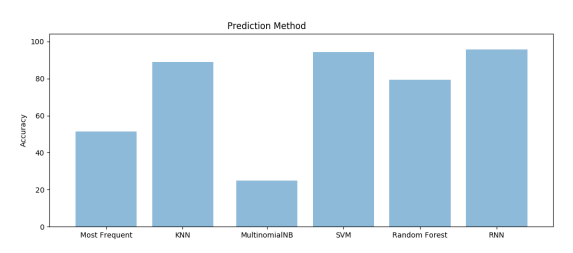 Prediction Method
Accuracy
100
80
60
40
20
0
Most Frequent
KNN
MultinomialNB
SVM
Random Forest
RNN